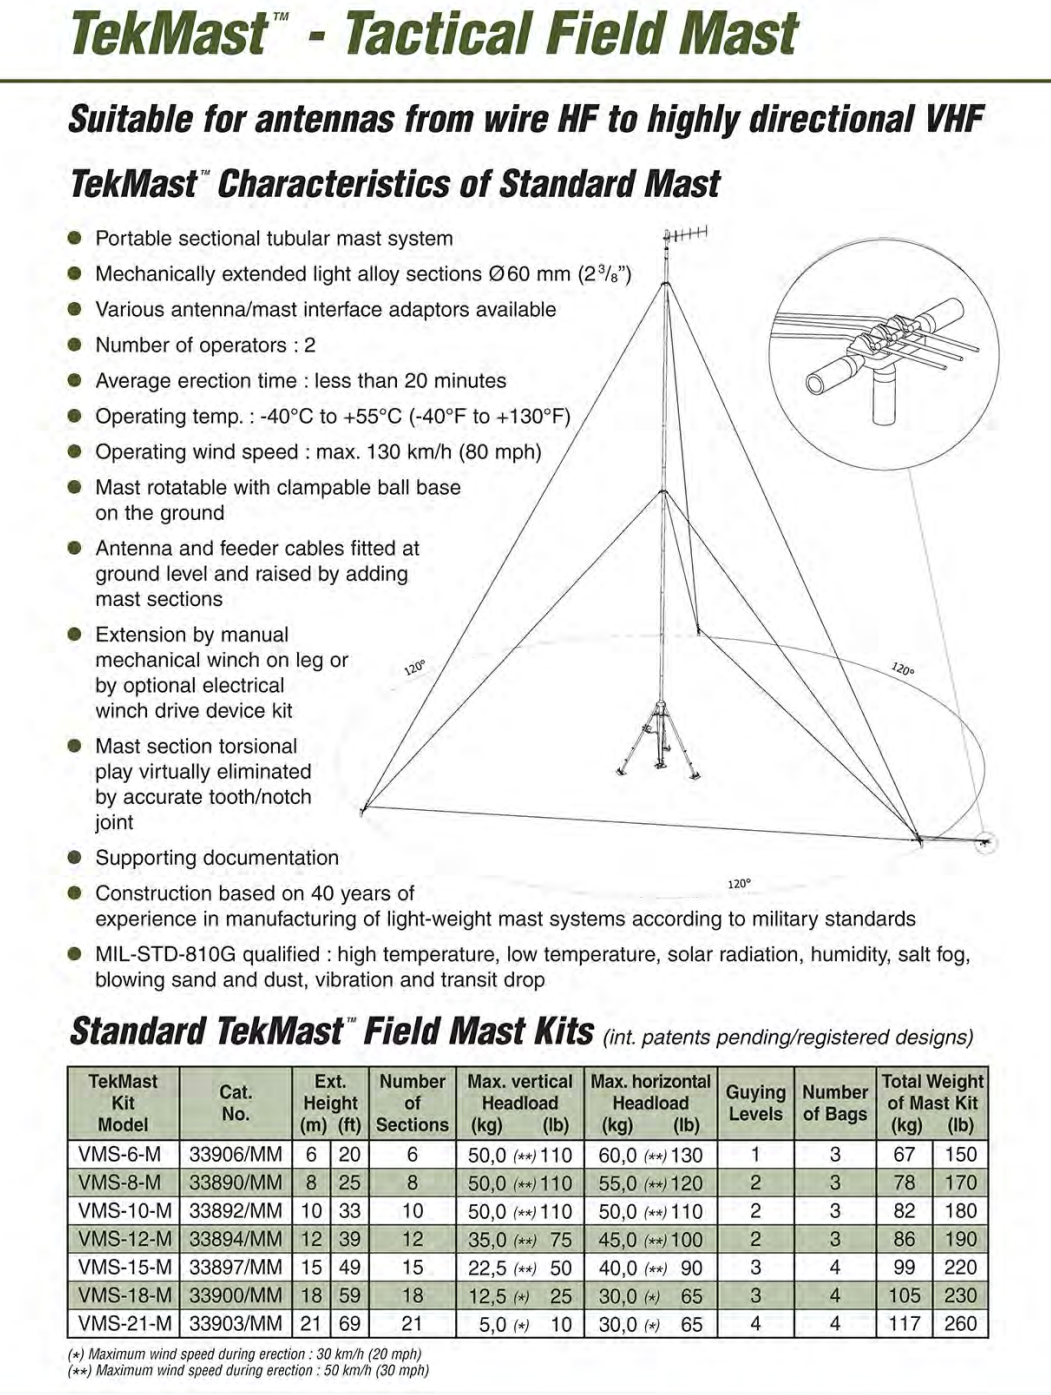 TekMast™ - Tactical Field Mast
Suitable for antennas from wire HF to highly directional VHF
TekMast™ Characteristics of Standard Mast
Portable sectional tubular mast system
Mechanically extended light alloy sections Ø60 mm (2 3/8")
Various antenna/mast interface adaptors available
Number of operators : 2
Average erection time : less than 20 minutes
Operating temp. : -40°C to +55°C (-40°F to +130°F)
Operating wind speed : max. 130 km/h (80 mph)
Mast rotatable with clampable ball base
on the ground
Antenna and feeder cables fitted at
ground level and raised by adding
mast sections
Extension by manual
mechanical winch on leg or
by optional electrical
winch drive device kit
Mast section torsional
play virtually eliminated
by accurate tooth/notch
joint
Supporting documentation
Construction based on 40 years of
experience in manufacturing of light-weight mast systems according to military standards
MIL-STD-810G qualified : high temperature, low temperature, solar radiation, humidity, salt fog,
blowing sand and dust, vibration and transit drop
120°
120°
120°
Standard TekMast™ Field Mast Kits (int. patents pending/registered designs)
TekMast Kit Model Cat. No. Ext. Height (m) (ft) Number of Sections Max. vertical Headload (kg) (lb) Max. horizontal Headload (kg) (lb) Guying Levels Number of Bags Total Weight of Mast Kit (kg) (lb)
VMS-6-M 33906/MM 6 20 6 50,0 (**) 110 60,0 (**) 130 1 3 67 150
VMS-8-M 33890/MM 8 25 8 50,0 (**) 110 55,0 (**) 120 2 3 78 170
VMS-10-M 33892/MM 10 33 10 50,0 (**) 110 50,0 (**) 110 2 3 82 180
VMS-12-M 33894/MM 12 39 12 35,0 (**) 75 45,0 (**) 100 2 3 86 190
VMS-15-M 33897/MM 15 49 15 22,5 (**) 50 40,0 (**) 90 3 4 99 220
VMS-18-M 33900/MM 18 59 18 12,5 (*) 25 30,0 (*) 65 3 4 105 230
VMS-21-M 33903/MM 21 69 21 5,0 (*) 10 30,0 (*) 65 4 4 117 260
(*) Maximum wind speed during erection : 30 km/h (20 mph)
(**) Maximum wind speed during erection : 50 km/h (30 mph)